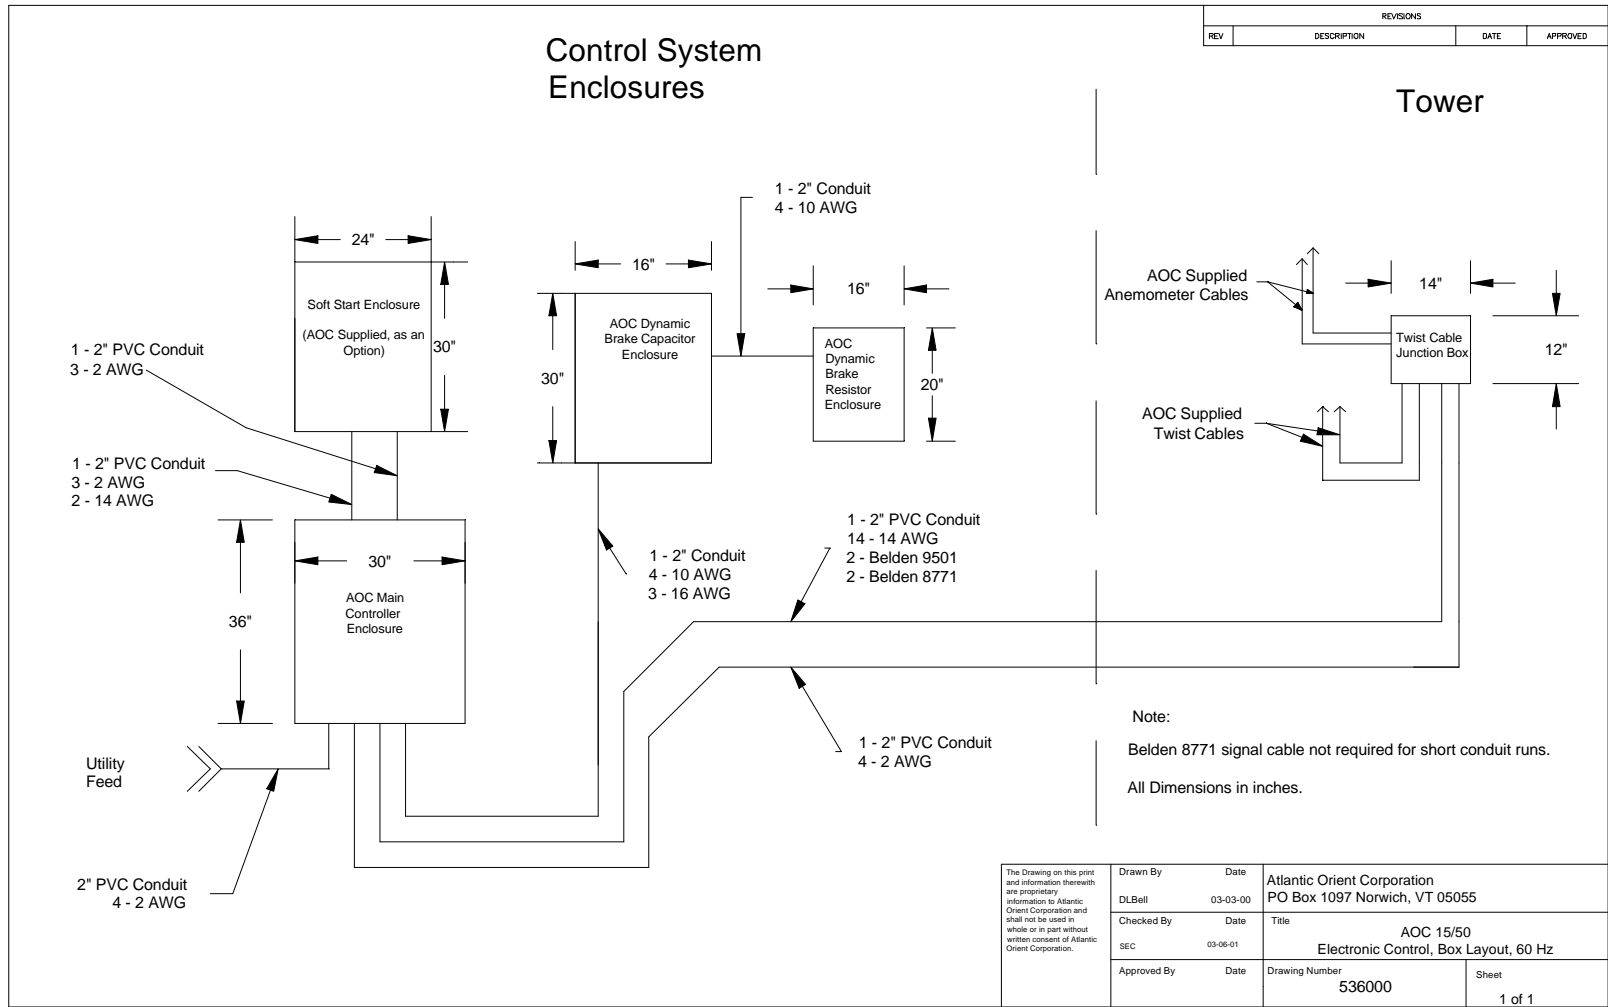 REVISIONS
REV DESCRIPTION DATE APPROVED
Control System
Enclosures
Tower
1 - 2" Conduit
4 - 10 AWG
24"
16"
16"
AOC Supplied
Anemometer Cables
14"
Soft Start Enclosure
(AOC Supplied, as an
Option)
30"
AOC Dynamic
Brake Capacitor
Enclosure
30"
AOC
Dynamic
Brake
Resistor
Enclosure
20"
Twist Cable
Junction Box
12"
1 - 2" PVC Conduit
3 - 2 AWG
AOC Supplied
Twist Cables
1 - 2" PVC Conduit
3 - 2 AWG
2 - 14 AWG
1 - 2" PVC Conduit
14 - 14 AWG
2 - Belden 9501
2 - Belden 8771
1 - 2" Conduit
4 - 10 AWG
3 - 16 AWG
30"
AOC Main
Controller
Enclosure
36"
Note:
Belden 8771 signal cable not required for short conduit runs.
All Dimensions in inches.
1 - 2" PVC Conduit
4 - 2 AWG
Utility
Feed
2" PVC Conduit
4 - 2 AWG
The Drawing on this print
and information therewith
are proprietary
information to Atlantic
Orient Corporation and
shall not be used in
whole or in part without
written consent of Atlantic
Orient Corporation.
Drawn By Date
DLBell 03-03-00
Checked By Date
SEC 03-06-01
Approved By Date
Atlantic Orient Corporation
PO Box 1097 Norwich, VT 05055
Title
AOC 15/50
Electronic Control, Box Layout, 60 Hz
Drawing Number
536000
Sheet
1 of 1